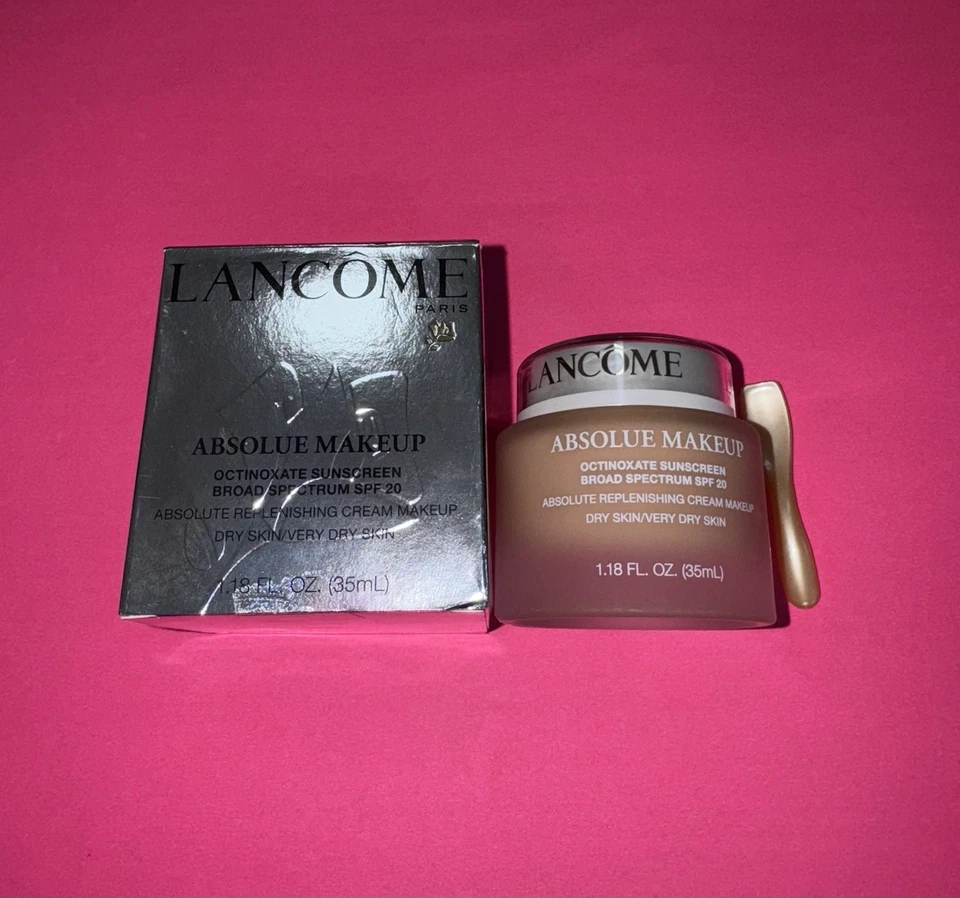 LANCÔME
PARIS
ABSOLUE MAKEUP
OCTINOXATE SUNSCREEN
BROAD SPECTRUM SPF 20
ABSOLUTE REPLENISHING CREAM MAKEUP
DRY SKIN/VERY DRY SKIN
1.18 FL. OZ. (35mL)
LANCÔME
ABSOLUE MAKEUP
OCTINOXATE SUNSCREEN
BROAD SPECTRUM SPF 20
ABSOLUTE REPLENISHING CREAM MAKEUP
DRY SKIN/VERY DRY SKIN
1.18 FL. OZ. (35mL)